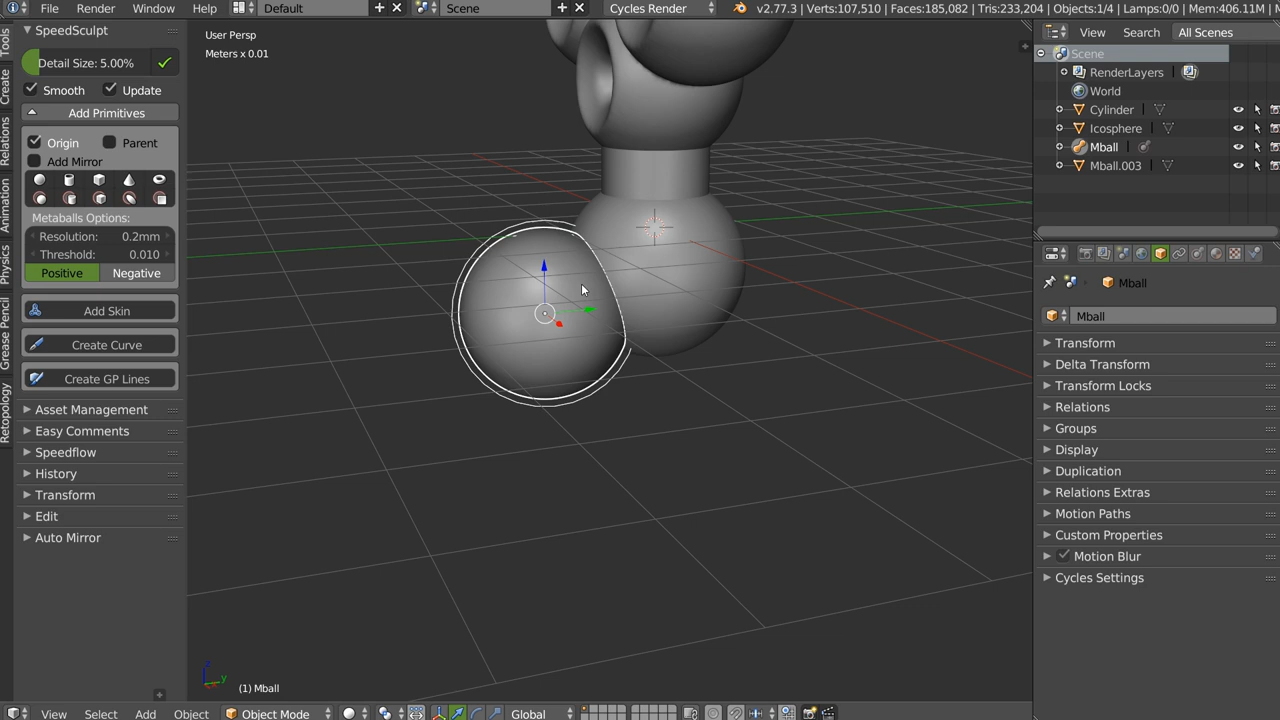 File Render Window Help Default Scene Cycles Render v2.77.3 | Verts:107,510 | Faces:185,082 | Tris:233,204 | Objects:1/4 | Lamps:0/0 | Mem:406.11M |
SpeedSculpt
Detail Size: 5.00%
Smooth Update
Add Primitives
Origin Parent
Add Mirror
Metaballs Options:
Resolution: 0.2mm
Threshold: 0.010
Positive Negative
Add Skin
Create Curve
Create GP Lines
Asset Management
Easy Comments
Speedflow
History
Transform
Edit
Auto Mirror
Tools
Create
Relations
Animation
Physics
Grease Pencil
Retopology
User Persp
Meters x 0.01
z
y
(1) Mball
View Select Add Object Object Mode Global
View Search All Scenes
Scene
RenderLayers
World
Cylinder
Icosphere
Mball
Mball.003
Mball
Mball
Transform
Delta Transform
Transform Locks
Relations
Groups
Display
Duplication
Relations Extras
Motion Paths
Custom Properties
Motion Blur
Cycles Settings